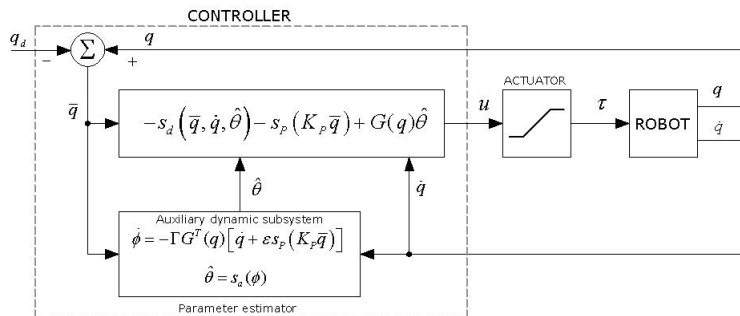 CONTROLLER
q_d
−
Σ
+
q
q̄
−s_d(q̄, q̇, θ̂) − s_P(K_P q̄) + G(q)θ̂
u
ACTUATOR
τ
ROBOT
q
q̇
θ̂
q̇
Auxiliary dynamic subsystem
ϕ̇ = −ΓG^T(q)[q̇ + εs_P(K_P q̄)]
θ̂ = s_a(ϕ)
Parameter estimator